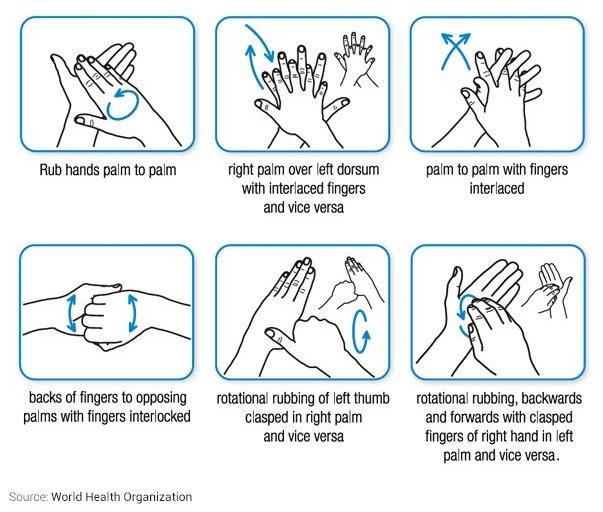 Rub hands palm to palm
right palm over left dorsum
with interlaced fingers
and vice versa
palm to palm with fingers
interlaced
backs of fingers to opposing
palms with fingers interlocked
rotational rubbing of left thumb
clasped in right palm
and vice versa
rotational rubbing, backwards
and forwards with clasped
fingers of right hand in left
palm and vice versa.
Source: World Health Organization